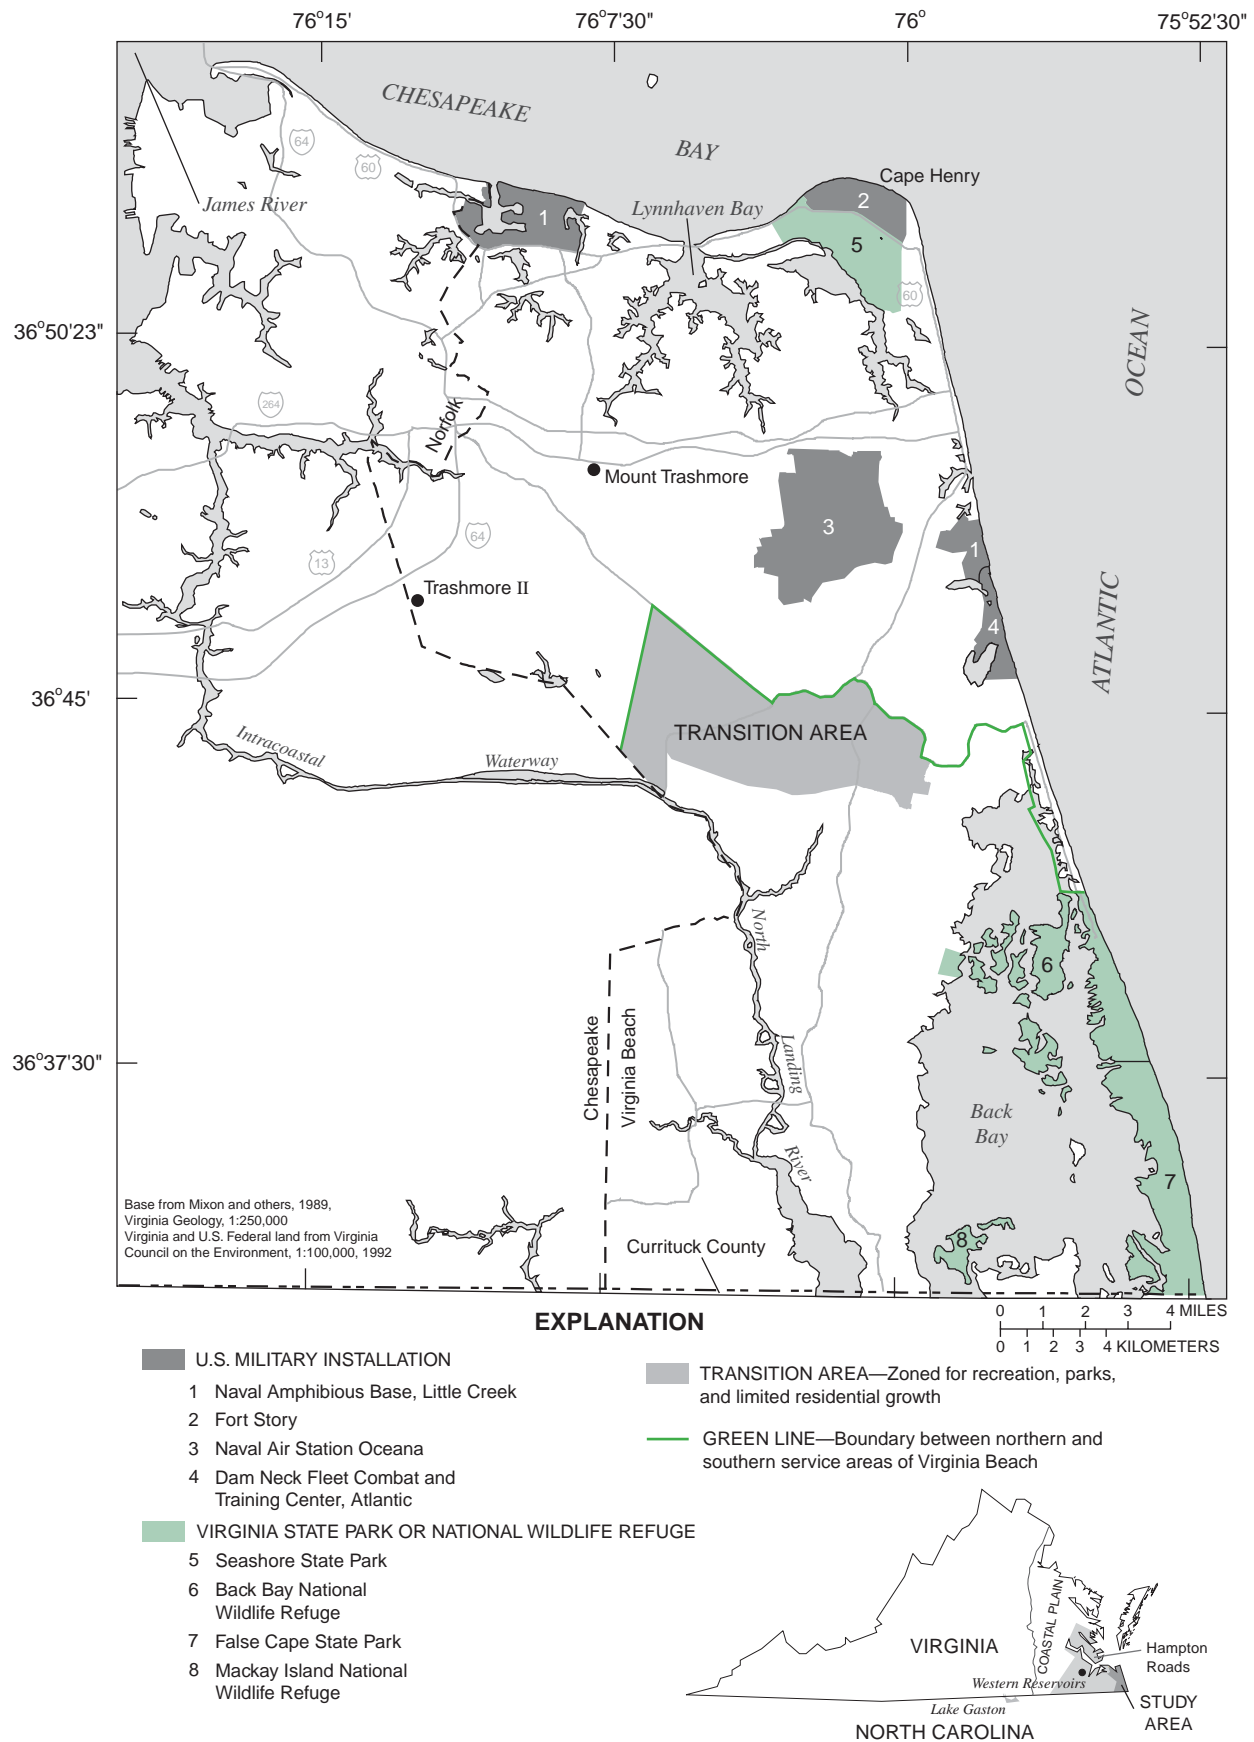 76°15'
76°7'30"
76°
75°52'30"
CHESAPEAKE
BAY
64
60
James River
Cape Henry
1
2
Lynnhaven Bay
5
60
36°50'23"
OCEAN
264
Norfolk
Mount Trashmore
3
64
1
13
Trashmore II
4
ATLANTIC
36°45'
TRANSITION AREA
Intracoastal
Waterway
North
6
Chesapeake
Virginia Beach
36°37'30"
Landing
Back
Bay
River
7
Base from Mixon and others, 1989,
Virginia Geology, 1:250,000
Virginia and U.S. Federal land from Virginia
Council on the Environment, 1:100,000, 1992
Currituck County
8
0 1 2 3 4 MILES
0 1 2 3 4 KILOMETERS
EXPLANATION
U.S. MILITARY INSTALLATION
1 Naval Amphibious Base, Little Creek
2 Fort Story
3 Naval Air Station Oceana
4 Dam Neck Fleet Combat and
Training Center, Atlantic
VIRGINIA STATE PARK OR NATIONAL WILDLIFE REFUGE
5 Seashore State Park
6 Back Bay National
Wildlife Refuge
7 False Cape State Park
8 Mackay Island National
Wildlife Refuge
TRANSITION AREA—Zoned for recreation, parks,
and limited residential growth
GREEN LINE—Boundary between northern and
southern service areas of Virginia Beach
COASTAL PLAIN
VIRGINIA
Hampton
Roads
Western Reservoirs
Lake Gaston
STUDY
AREA
NORTH CAROLINA